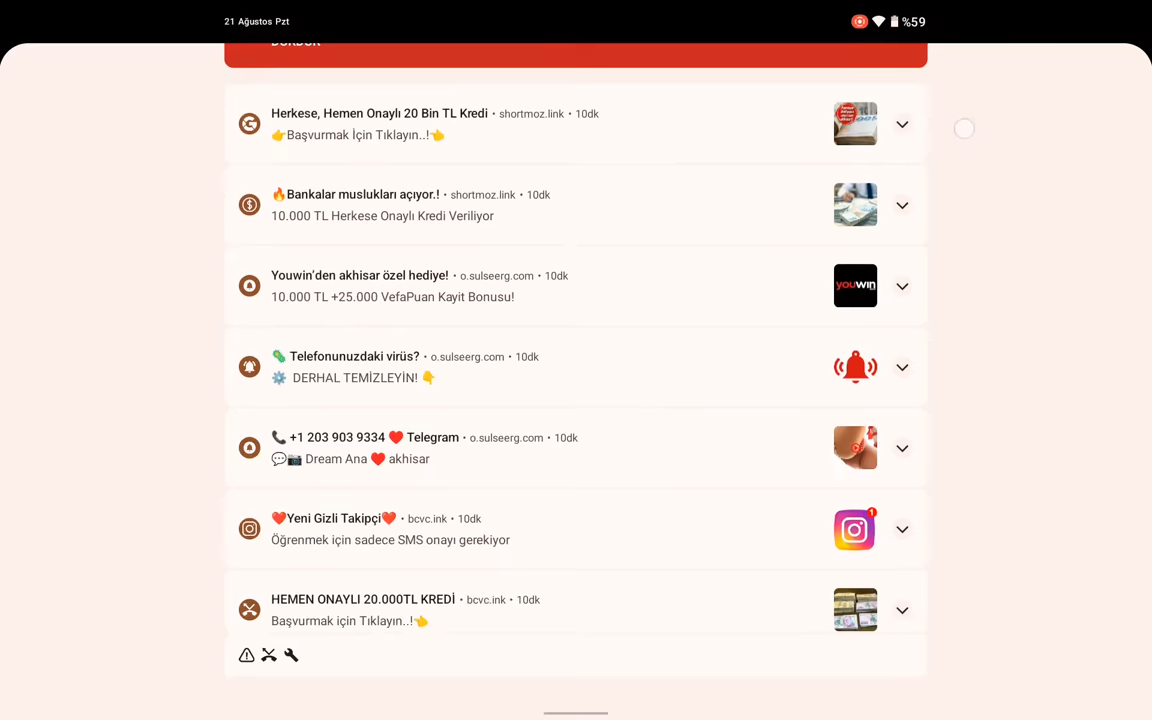 21 Ağustos Pzt
%59
DURDUR
Herkese, Hemen Onaylı 20 Bin TL Kredi • shortmoz.link • 10dk
👉Başvurmak İçin Tıklayın..!👈
🔥Bankalar muslukları açıyor.! • shortmoz.link • 10dk
10.000 TL Herkese Onaylı Kredi Veriliyor
Youwin'den akhisar özel hediye! • o.sulseerg.com • 10dk
10.000 TL +25.000 VefaPuan Kayit Bonusu!
youwin
🦠 Telefonunuzdaki virüs? • o.sulseerg.com • 10dk
⚙️ DERHAL TEMİZLEYİN! 👇
📞 +1 203 903 9334 ❤️ Telegram • o.sulseerg.com • 10dk
💬📷 Dream Ana ❤️ akhisar
❤️Yeni Gizli Takipçi❤️ • bcvc.ink • 10dk
Öğrenmek için sadece SMS onayı gerekiyor
1
HEMEN ONAYLI 20.000TL KREDİ • bcvc.ink • 10dk
Başvurmak için Tıklayın..!👈